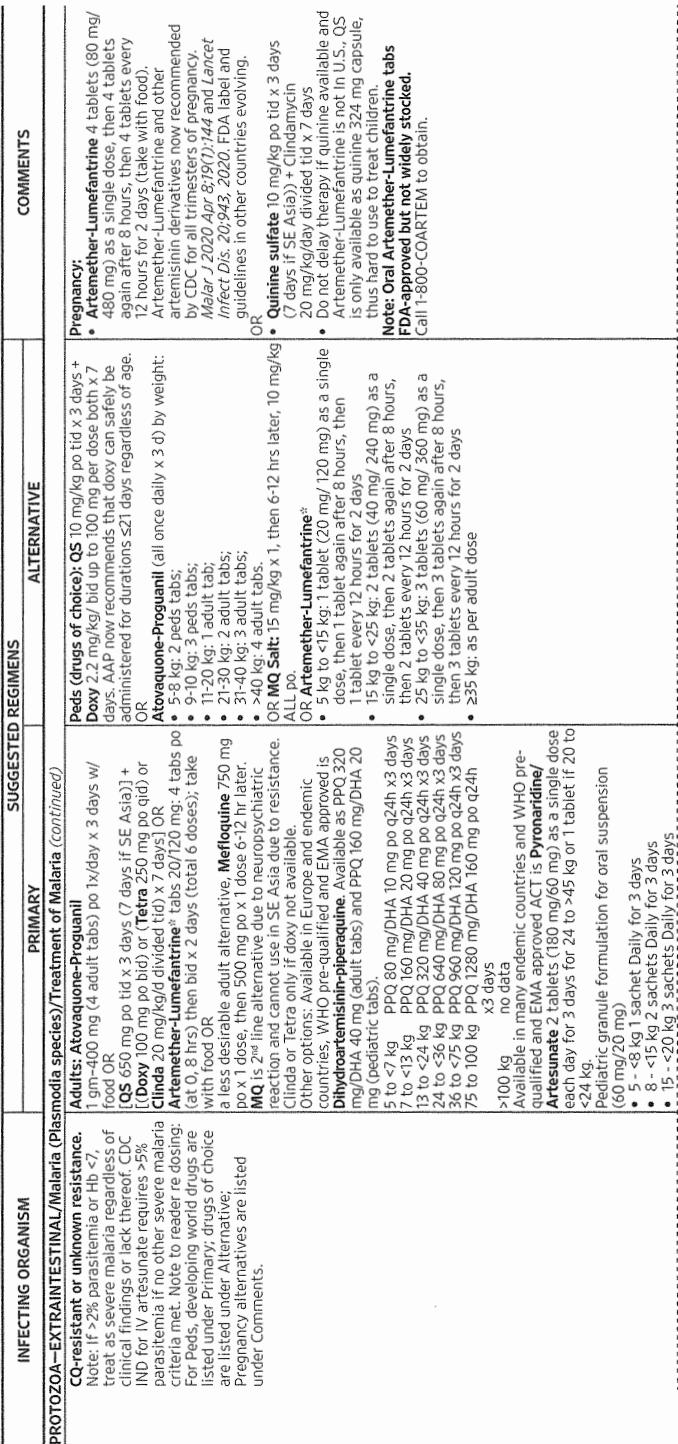 INFECTING ORGANISM
SUGGESTED REGIMENS
PRIMARY
ALTERNATIVE
COMMENTS
PROTOZOA—EXTRAINTESTINAL/Malaria (Plasmodia species)/Treatment of Malaria (continued)
CQ-resistant or unknown resistance.
Note: If >2% parasitemia or Hb <7,
treat as severe malaria regardless of
clinical findings or lack thereof. CDC
IND for IV artesunate requires >5%
parasitemia if no other severe malaria
criteria met. Note to reader re dosing:
For Peds, developing world drugs are
listed under Primary; drugs of choice
are listed under Alternative;
Pregnancy alternatives are listed
under Comments.
Adults: Atovaquone-Proguanil
1 gm–400 mg (4 adult tabs) po 1x/day x 3 days w/
food OR
[QS 650 mg po tid x 3 days (7 days if SE Asia)] +
[(Doxy 100 mg po bid) or (Tetra 250 mg po qid) or
Clinda 20 mg/kg/d divided tid) x 7 days] OR
Artemether-Lumefantrine* tabs 20/120 mg: 4 tabs po
(at 0, 8 hrs) then bid x 2 days (total 6 doses); take
with food OR
a less desirable adult alternative, Mefloquine 750 mg
po x 1 dose, then 500 mg po x 1 dose 6-12 hr later.
MQ is 2nd line alternative due to neuropsychiatric
reaction and cannot use in SE Asia due to resistance.
Clinda or Tetra only if doxy not available.
Other options: Available in Europe and endemic
countries, WHO pre-qualified and EMA approved is
Dihydroartemisinin-piperaquine. Available as PPQ 320
mg/DHA 40 mg (adult tabs) and PPQ 160 mg/DHA 20
mg (pediatric tabs).
5 to <7 kg PPQ 80 mg/DHA 10 mg po q24h x3 days
7 to <13 kg PPQ 160 mg/DHA 20 mg po q24h x3 days
13 to <24 kg PPQ 320 mg/DHA 40 mg po q24h x3 days
24 to <36 kg PPQ 640 mg/DHA 80 mg po q24h x3 days
36 to <75 kg PPQ 960 mg/DHA 120 mg po q24h x3 days
75 to 100 kg PPQ 1280 mg/DHA 160 mg po q24h
x3 days
>100 kg no data
Available in many endemic countries and WHO pre-
qualified and EMA approved ACT is Pyronaridine/
Artesunate 2 tablets (180 mg/60 mg) as a single dose
each day for 3 days for 24 to >45 kg or 1 tablet if 20 to
<24 kg.
Pediatric granule formulation for oral suspension
(60 mg/20 mg)
• 5 - <8 kg 1 sachet Daily for 3 days
• 8 - <15 kg 2 sachets Daily for 3 days
• 15 - <20 kg 3 sachets Daily for 3 days
Peds (drugs of choice): QS 10 mg/kg po tid x 3 days +
Doxy 2.2 mg/kg/ bid up to 100 mg per dose both x 7
days. AAP now recommends that doxy can safely be
administered for durations ≤21 days regardless of age.
OR
Atovaquone-Proguanil (all once daily x 3 d) by weight:
• 5-8 kg: 2 peds tabs;
• 9-10 kg: 3 peds tabs;
• 11-20 kg: 1 adult tab;
• 21-30 kg: 2 adult tabs;
• 31-40 kg: 3 adult tabs;
• >40 kg: 4 adult tabs.
OR MQ Salt: 15 mg/kg x 1, then 6-12 hrs later, 10 mg/kg
ALL po.
OR Artemether-Lumefantrine*
• 5 kg to <15 kg: 1 tablet (20 mg/ 120 mg) as a single
dose, then 1 tablet again after 8 hours, then
1 tablet every 12 hours for 2 days
• 15 kg to <25 kg: 2 tablets (40 mg/ 240 mg) as a
single dose, then 2 tablets again after 8 hours,
then 2 tablets every 12 hours for 2 days
• 25 kg to <35 kg: 3 tablets (60 mg/ 360 mg) as a
single dose, then 3 tablets again after 8 hours,
then 3 tablets every 12 hours for 2 days
• ≥35 kg: as per adult dose
Pregnancy:
• Artemether-Lumefantrine 4 tablets (80 mg/
480 mg) as a single dose, then 4 tablets
again after 8 hours, then 4 tablets every
12 hours for 2 days (take with food).
Artemether-Lumefantrine and other
artemisinin derivatives now recommended
by CDC for all trimesters of pregnancy.
Malar J 2020 Apr 8;19(1):144 and Lancet
Infect Dis. 20;943, 2020. FDA label and
guidelines in other countries evolving.
OR
• Quinine sulfate 10 mg/kg po tid x 3 days
(7 days if SE Asia)) + Clindamycin
20 mg/kg/day divided tid x 7 days
• Do not delay therapy if quinine available and
Artemether-Lumefantrine is not In U.S., QS
is only available as quinine 324 mg capsule,
thus hard to use to treat children.
Note: Oral Artemether-Lumefantrine tabs
FDA-approved but not widely stocked.
Call 1-800-COARTEM to obtain.